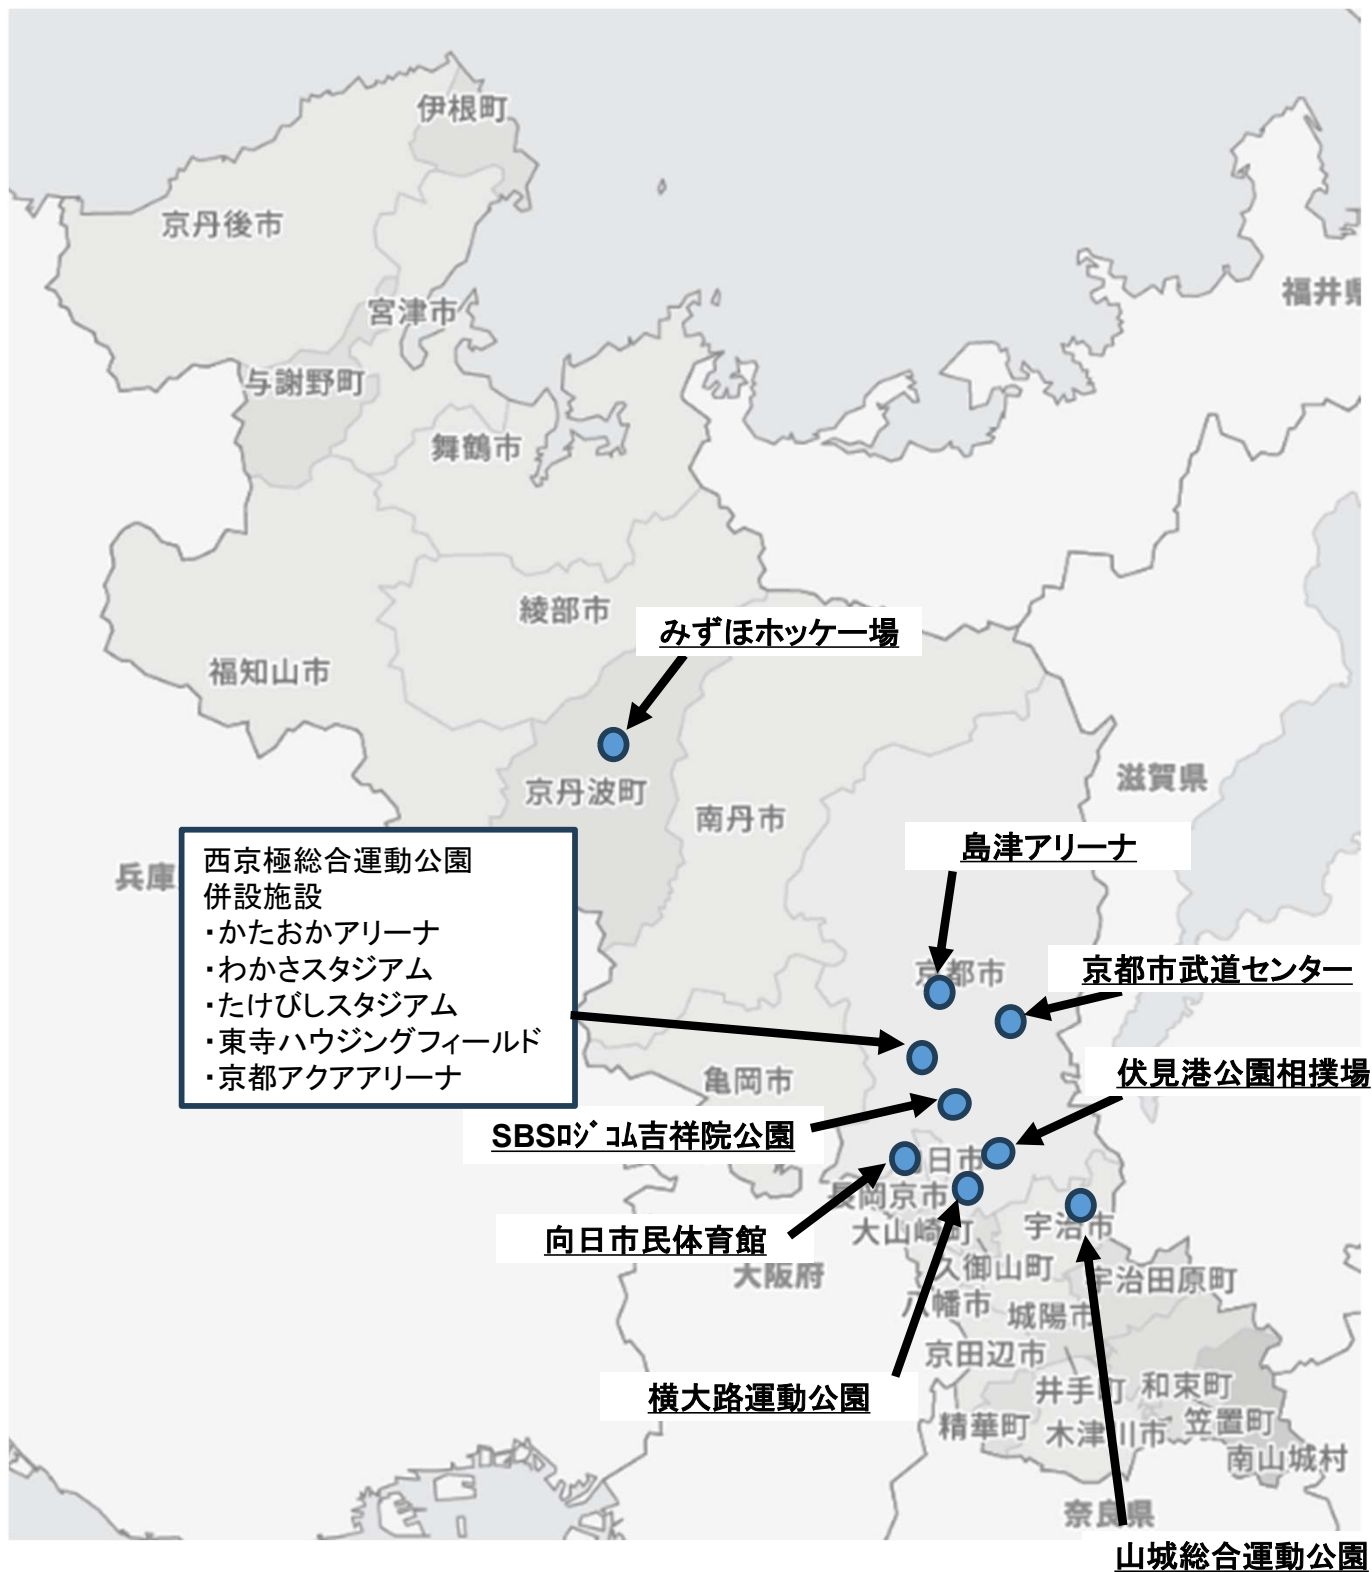 伊根町
京丹後市
福井県
宮津市
与謝野町
舞鶴市
綾部市
みずほホッケー場
福知山市
滋賀県
京丹波町
南丹市
島津アリーナ
兵庫
西京極総合運動公園
併設施設
・かたおかアリーナ
・わかさスタジアム
・たけびしスタジアム
・東寺ハウジングフィールド
・京都アクアアリーナ
京都市
京都市武道センター
亀岡市
伏見港公園相撲場
SBSﾛｼﾞｺﾑ吉祥院公園
日市
長岡京市
向日市民体育館
大山崎町
宇治市
大阪府
久御山町
宇治田原町
八幡市
城陽市
京田辺市
横大路運動公園
井手町
和束町
精華町
木津川市
笠置町
南山城村
奈良県
山城総合運動公園